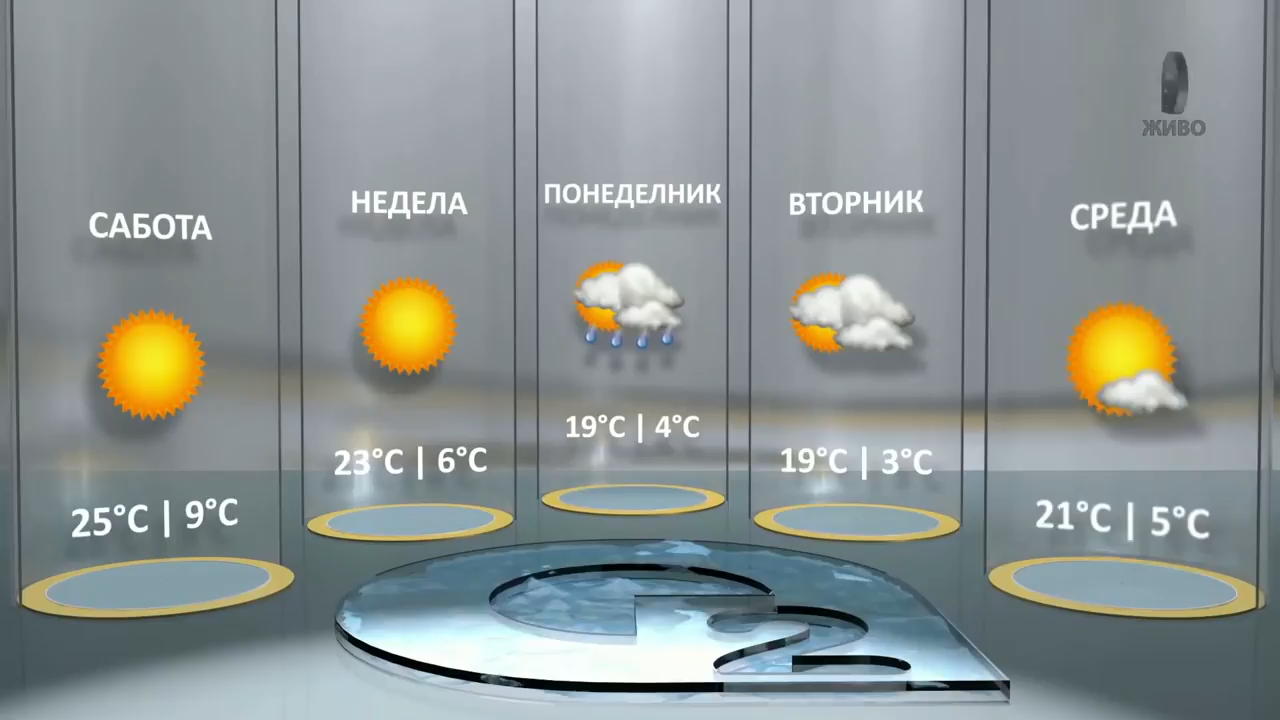 ЖИВО
САБОТА
25°C | 9°C
НЕДЕЛА
23°C | 6°C
ПОНЕДЕЛНИК
19°C | 4°C
ВТОРНИК
19°C | 3°C
СРЕДА
21°C | 5°C